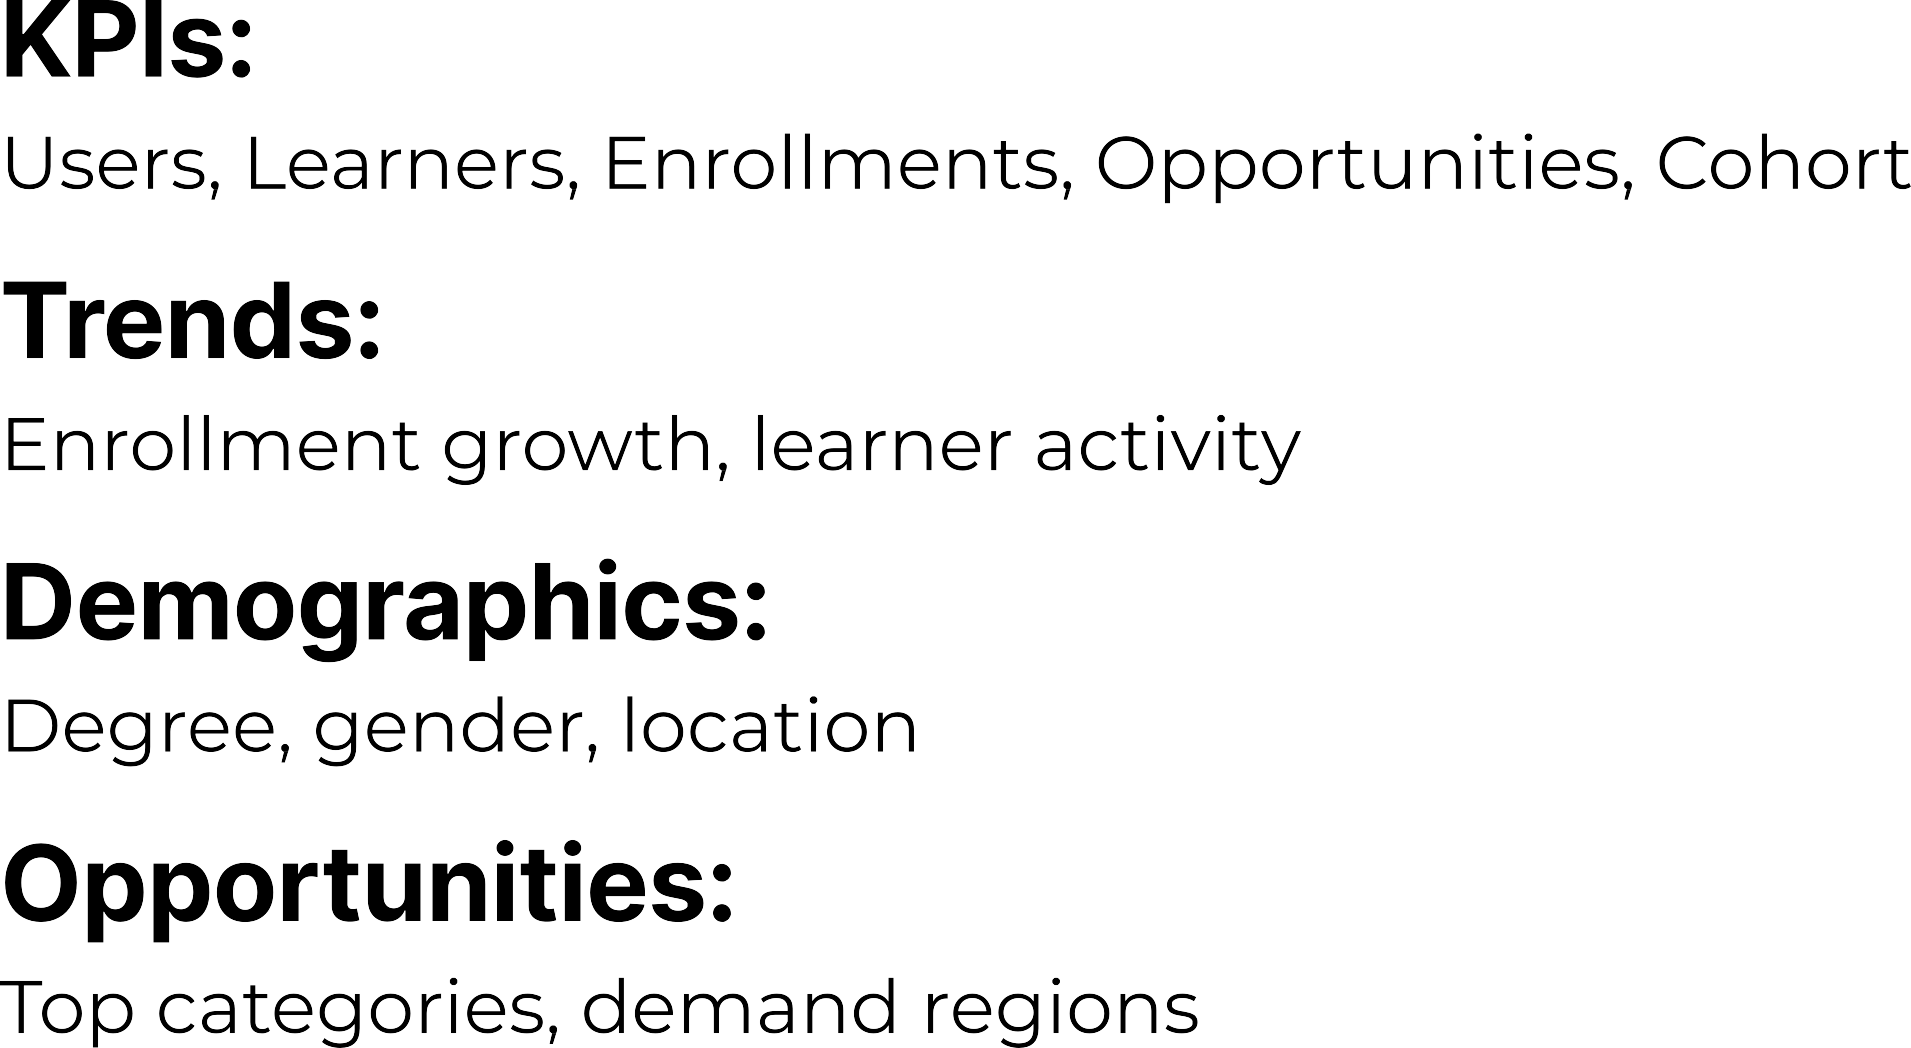 KPIs:
Users, Learners, Enrollments, Opportunities, Cohort
Trends:
Enrollment growth, learner activity
Demographics:
Degree, gender, location
Opportunities:
Top categories, demand regions